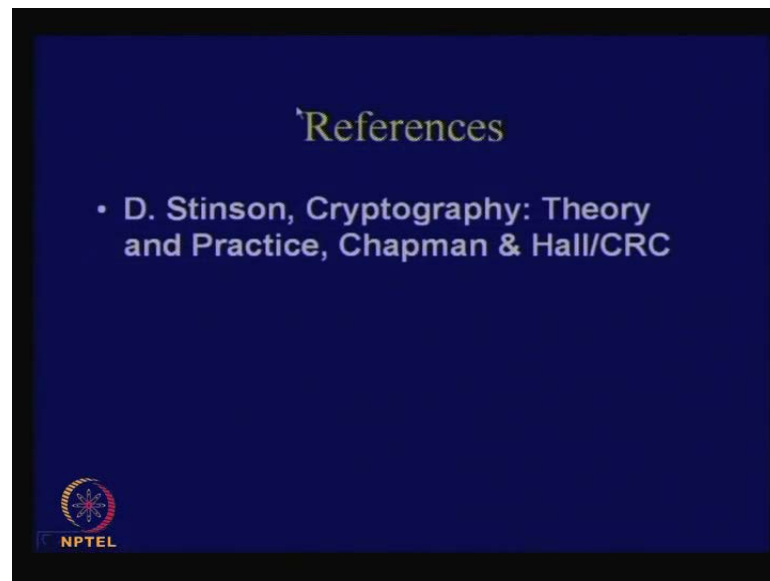 References
• D. Stinson, Cryptography: Theory
and Practice, Chapman & Hall/CRC
NPTEL